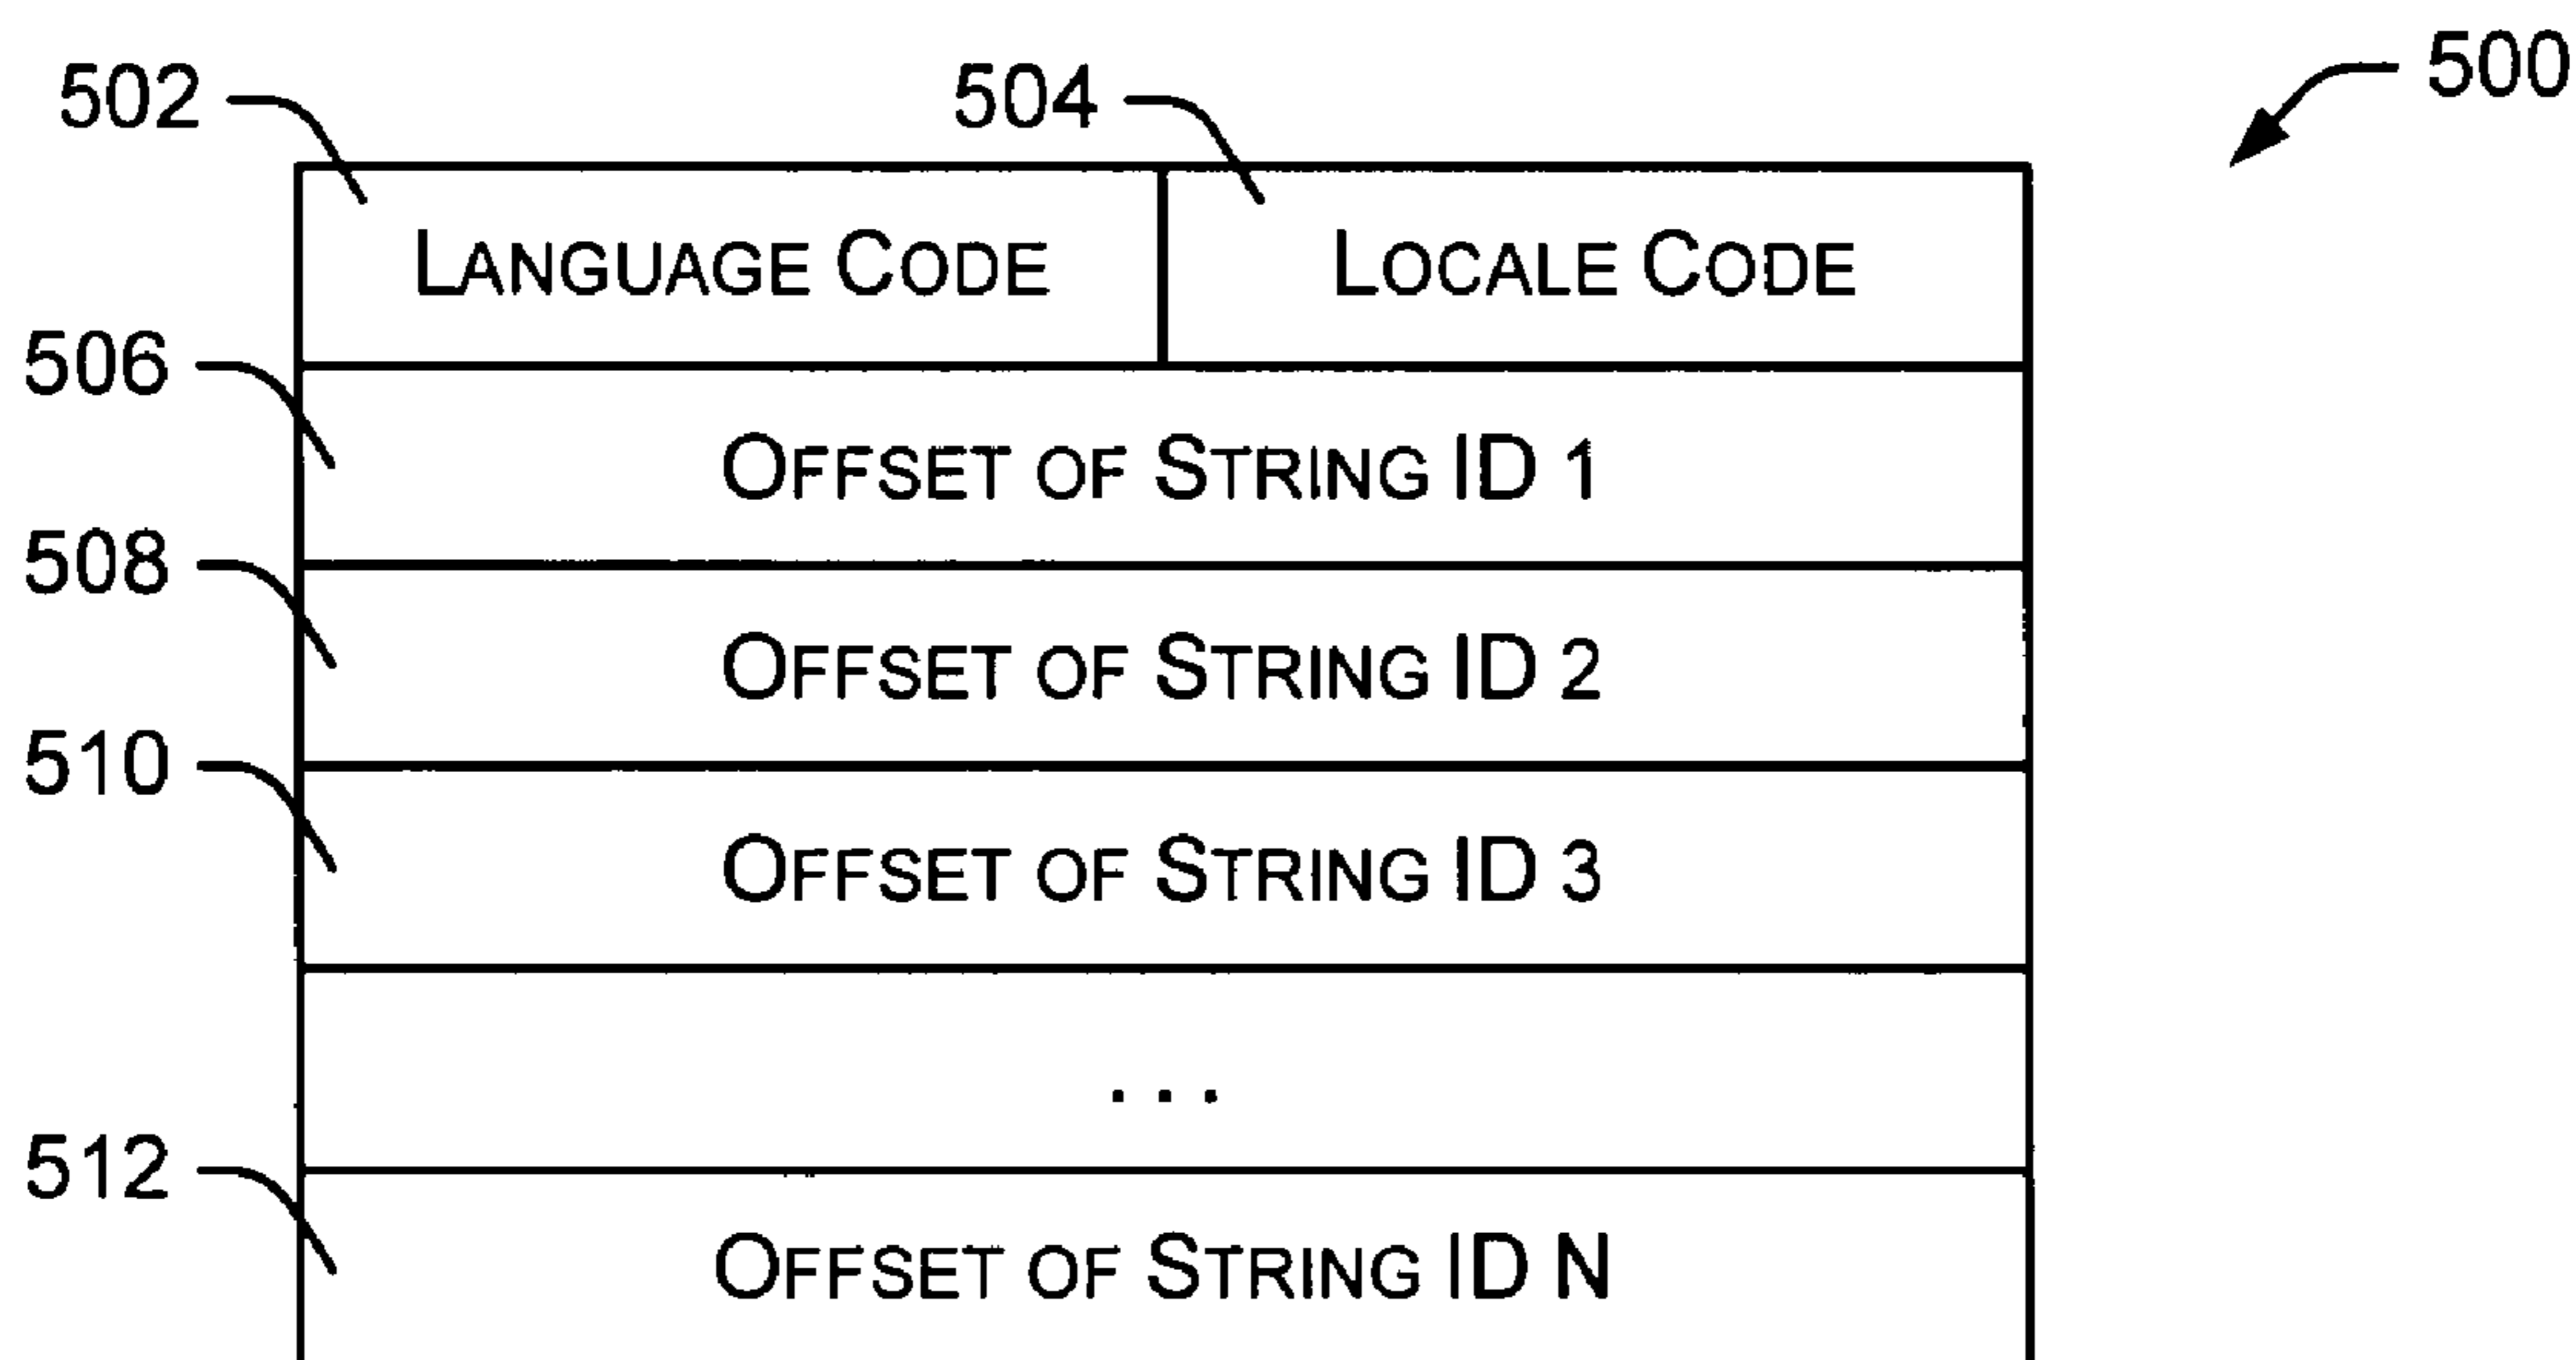 500
502 504
LANGUAGE CODE LOCALE CODE
506
OFFSET OF STRING ID 1
508
OFFSET OF STRING ID 2
510
OFFSET OF STRING ID 3
...
512
OFFSET OF STRING ID N